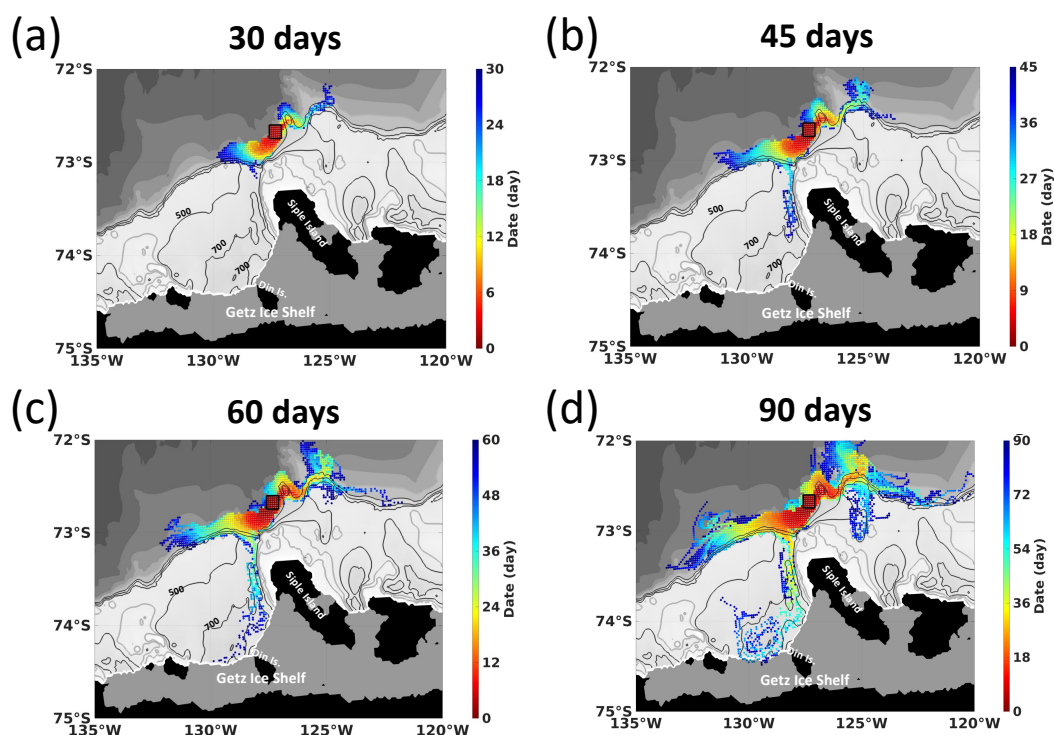 (a)
30 days
72°S
73°S
74°S
75°S
135°W
130°W
125°W
120°W
500
700
700
Siple Island
Din Is.
Getz Ice Shelf
30
24
18
12
6
0
Date (day)
(b)
45 days
72°S
73°S
74°S
75°S
135°W
130°W
125°W
120°W
500
700
700
Siple Island
Din Is.
Getz Ice Shelf
45
36
27
18
9
0
Date (day)
(c)
60 days
72°S
73°S
74°S
75°S
135°W
130°W
125°W
120°W
500
700
Siple Island
Din Is.
Getz Ice Shelf
60
48
36
24
12
0
Date (day)
(d)
90 days
72°S
73°S
74°S
75°S
135°W
130°W
125°W
120°W
500
Siple Island
Din Is.
Getz Ice Shelf
90
72
54
36
18
0
Date (day)